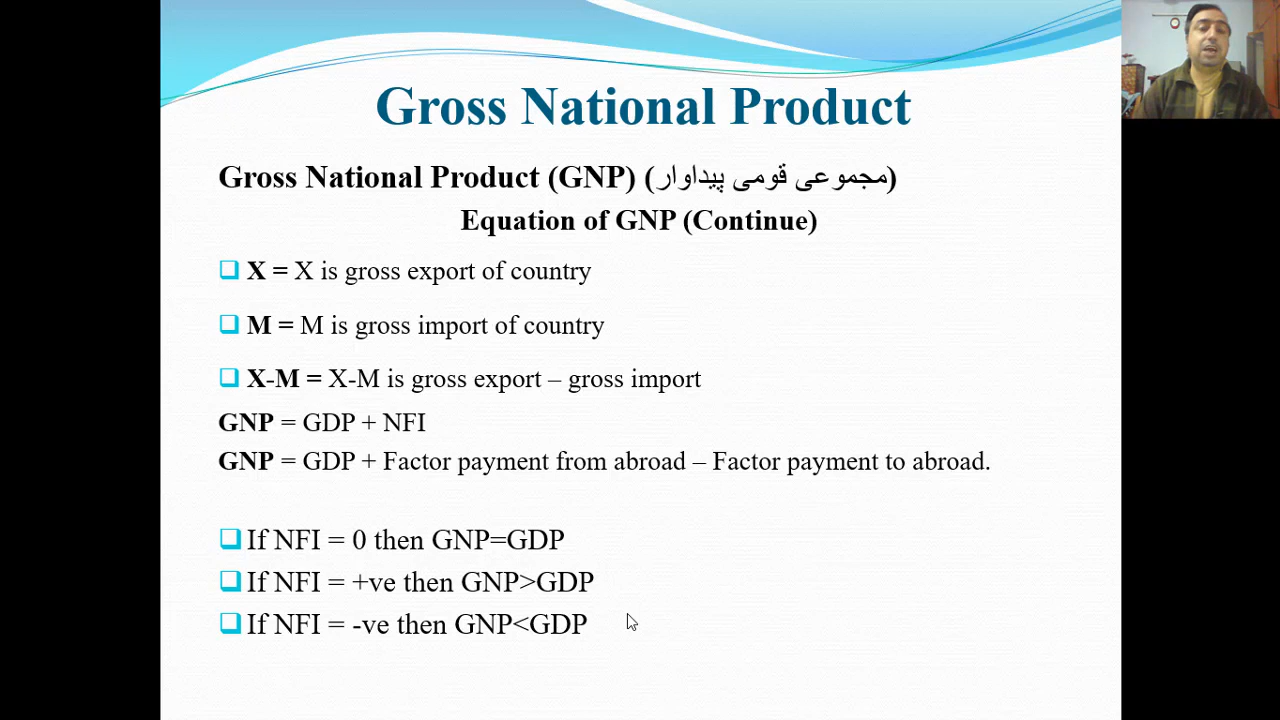 Gross National Product
Gross National Product (GNP) (مجموعی قومی پیداوار)
Equation of GNP (Continue)
X = X is gross export of country
M = M is gross import of country
X-M = X-M is gross export – gross import
GNP = GDP + NFI
GNP = GDP + Factor payment from abroad – Factor payment to abroad.
If NFI = 0 then GNP=GDP
If NFI = +ve then GNP>GDP
If NFI = -ve then GNP<GDP